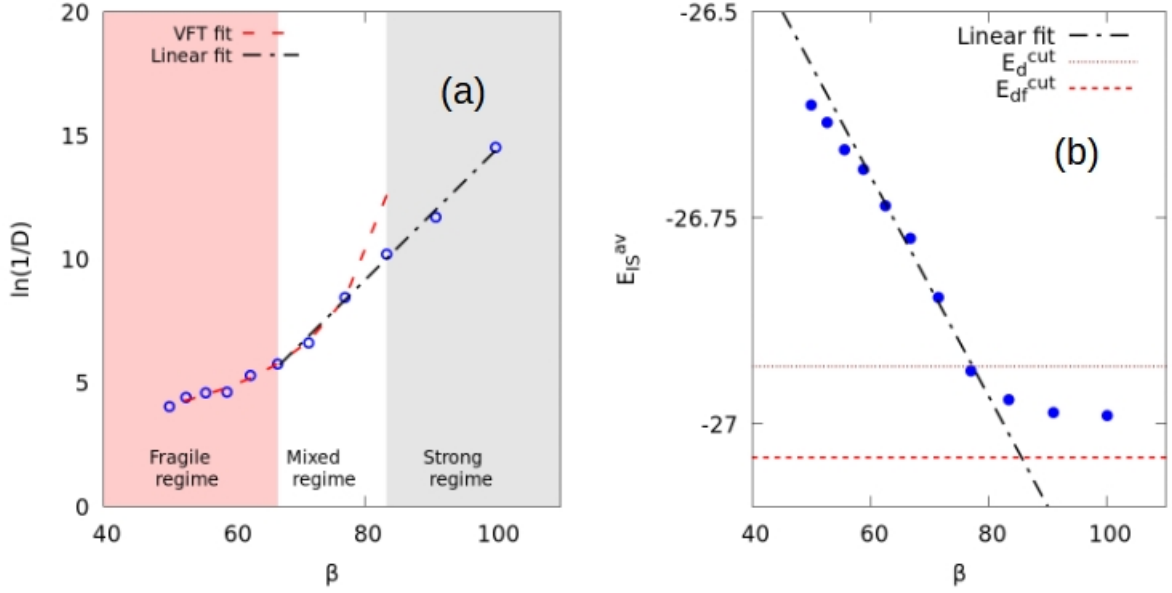 20
15
10
5
0
ln(1/D)
VFT fit
Linear fit
(a)
Fragile
regime
Mixed
regime
Strong
regime
40 60 80 100
β
-26.5
-26.75
-27
E_IS^av
Linear fit
E_d^cut
E_df^cut
(b)
40 60 80 100
β